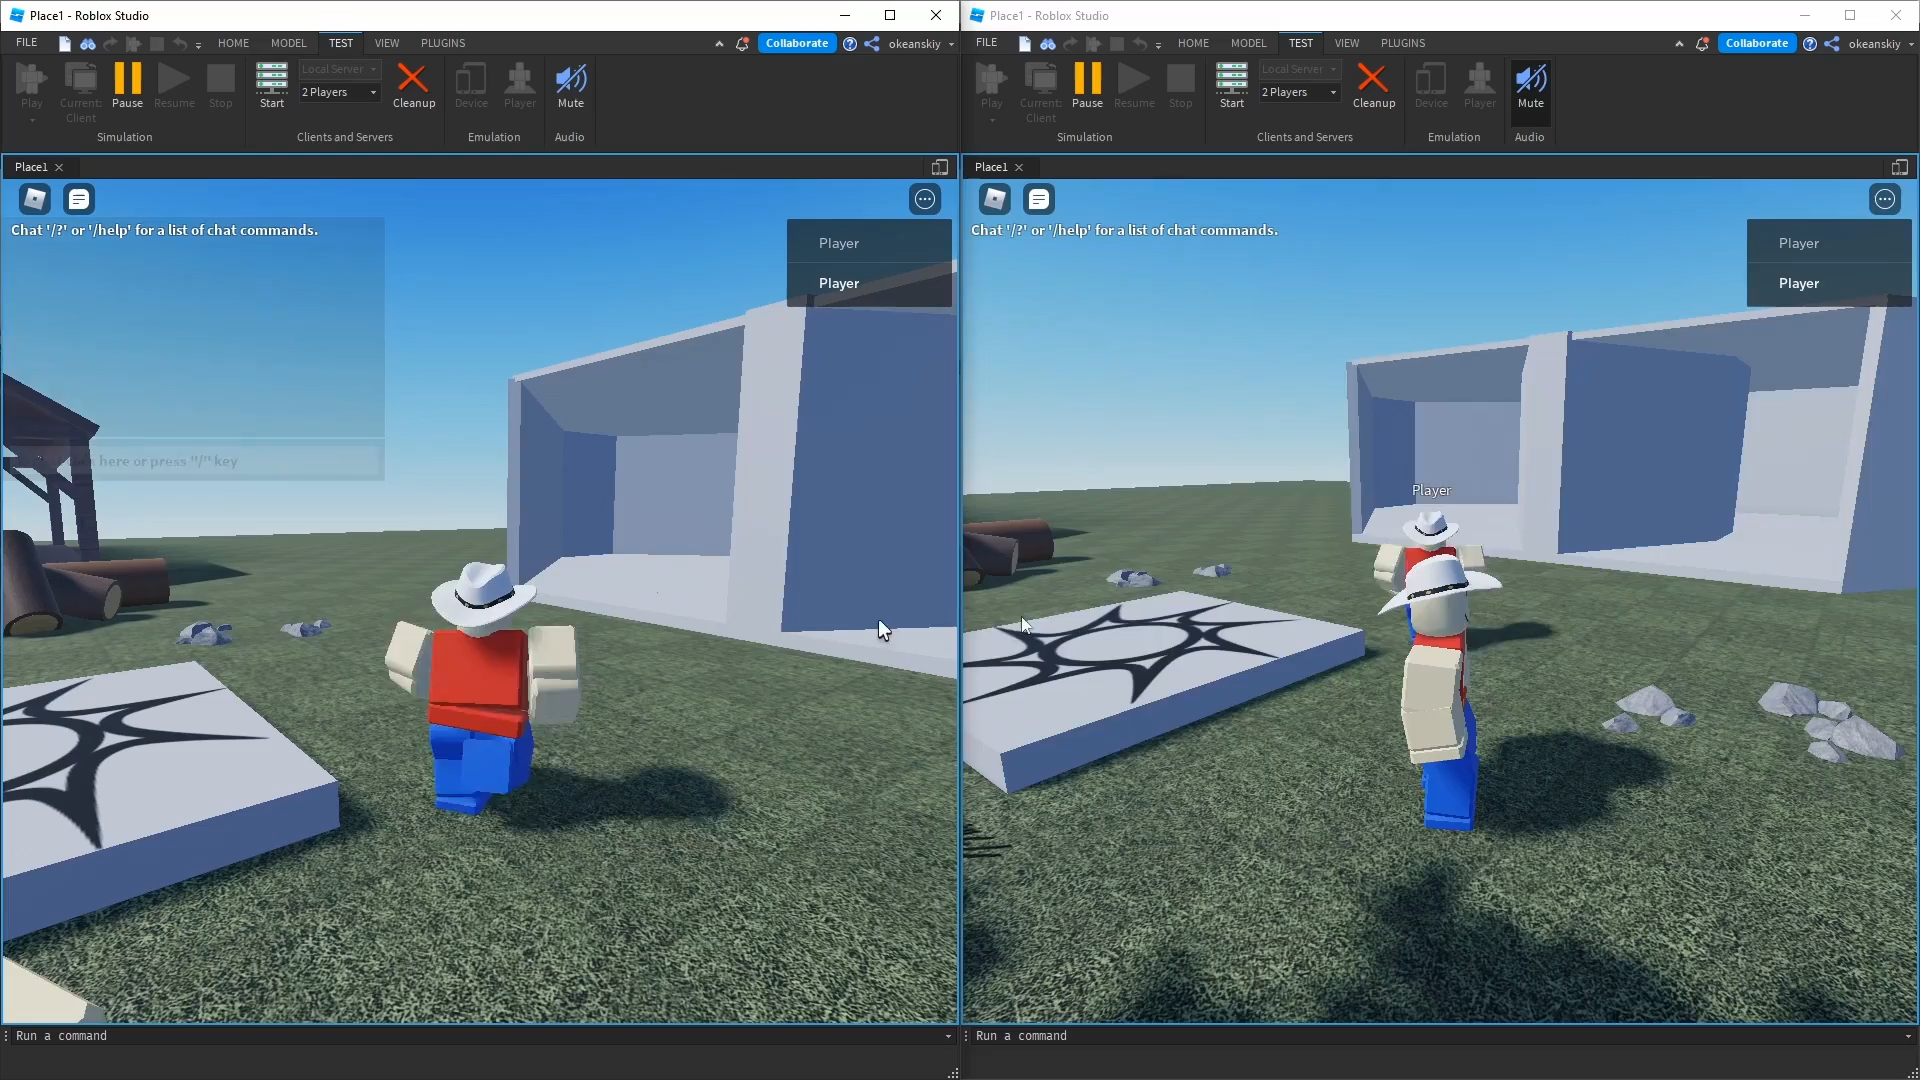 Place1 - Roblox Studio
FILE HOME MODEL TEST VIEW PLUGINS Collaborate okeanskiy
Play Current: Client Pause Resume Stop Start Local Server 2 Players Cleanup Device Player Mute
Simulation Clients and Servers Emulation Audio
Place1
Chat '/?' or '/help' for a list of chat commands.
Player
Player
here or press "/" key
Run a command
Place1 - Roblox Studio
FILE HOME MODEL TEST VIEW PLUGINS Collaborate okeanskiy
Play Current: Client Pause Resume Stop Start Local Server 2 Players Cleanup Device Player Mute
Simulation Clients and Servers Emulation Audio
Place1
Chat '/?' or '/help' for a list of chat commands.
Player
Player
Player
Run a command